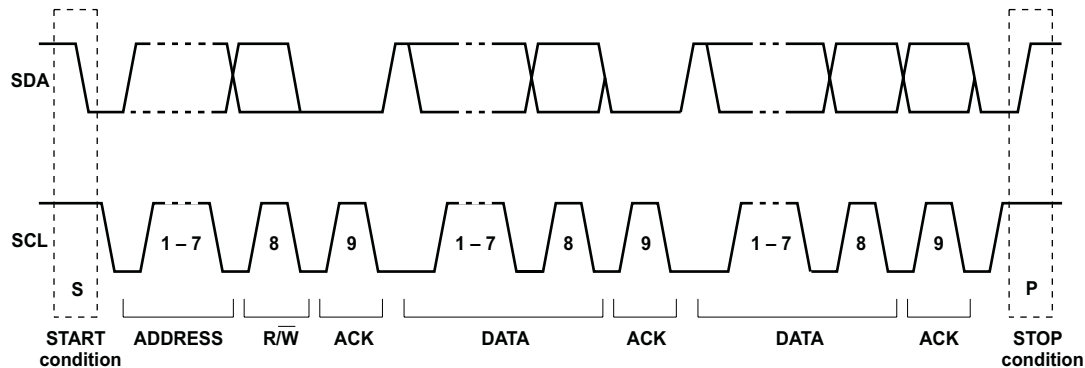 SDA
SCL
1 – 7 8 9 1 – 7 8 9 1 – 7 8 9
S P
START ADDRESS R/W̅ ACK DATA ACK DATA ACK STOP
condition condition